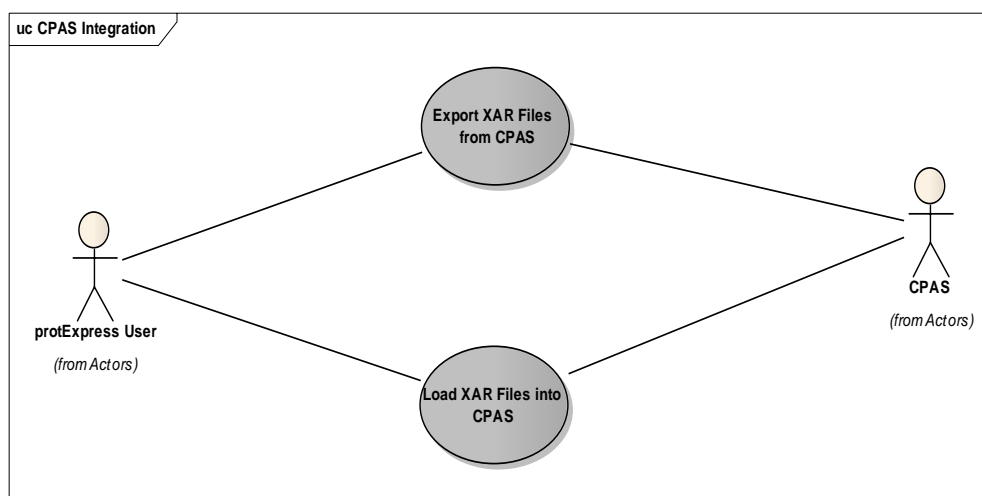 uc CPAS Integration
Export XAR Files
from CPAS
protExpress User
(from Actors)
CPAS
(from Actors)
Load XAR Files into
CPAS